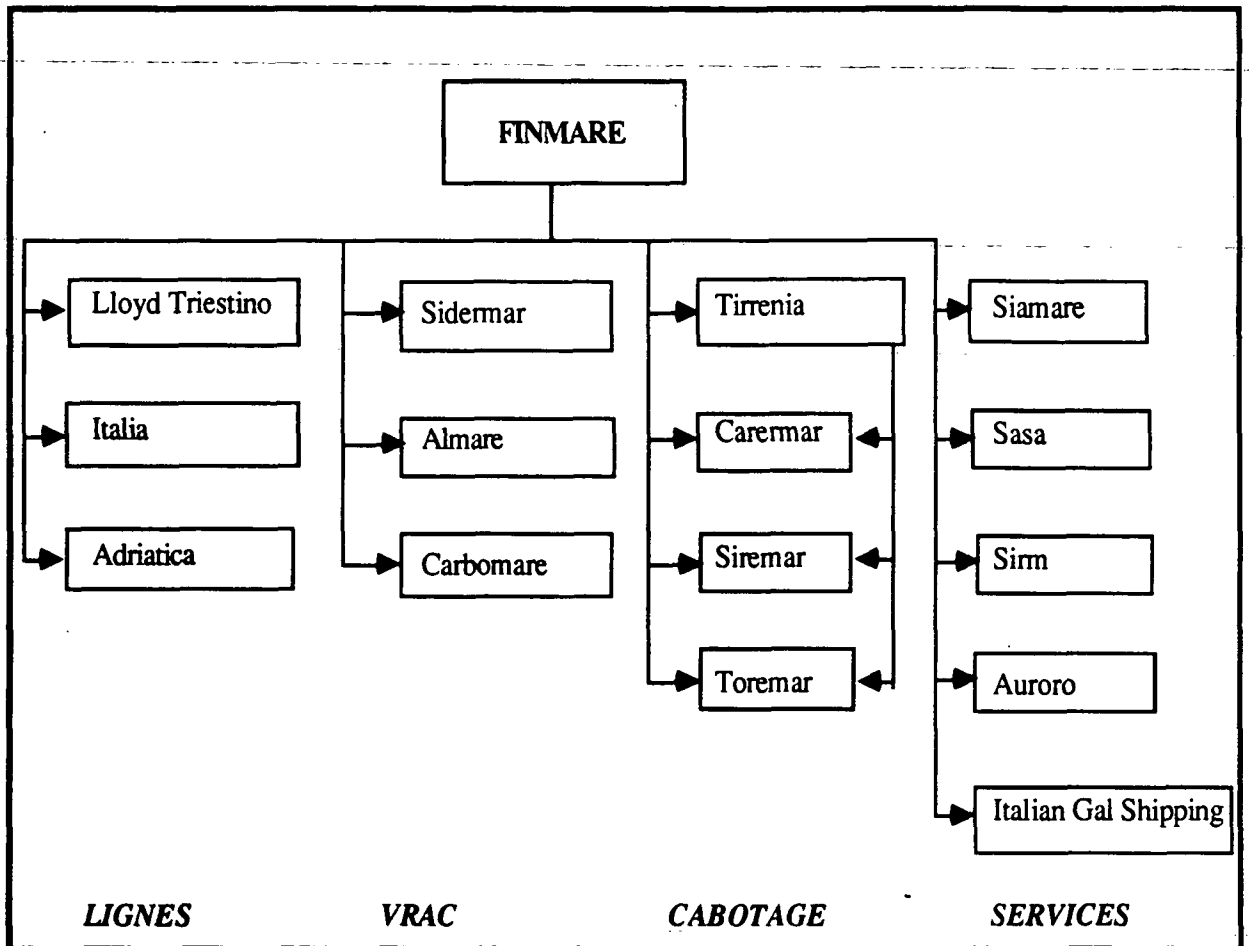 FINMARE
Lloyd Triestino
Italia
Adriatica
Sidermar
Almare
Carbomare
Tirrenia
Carermar
Siremar
Toremar
Siamare
Sasa
Sirm
Auroro
Italian Gal Shipping
LIGNES
VRAC
CABOTAGE
SERVICES